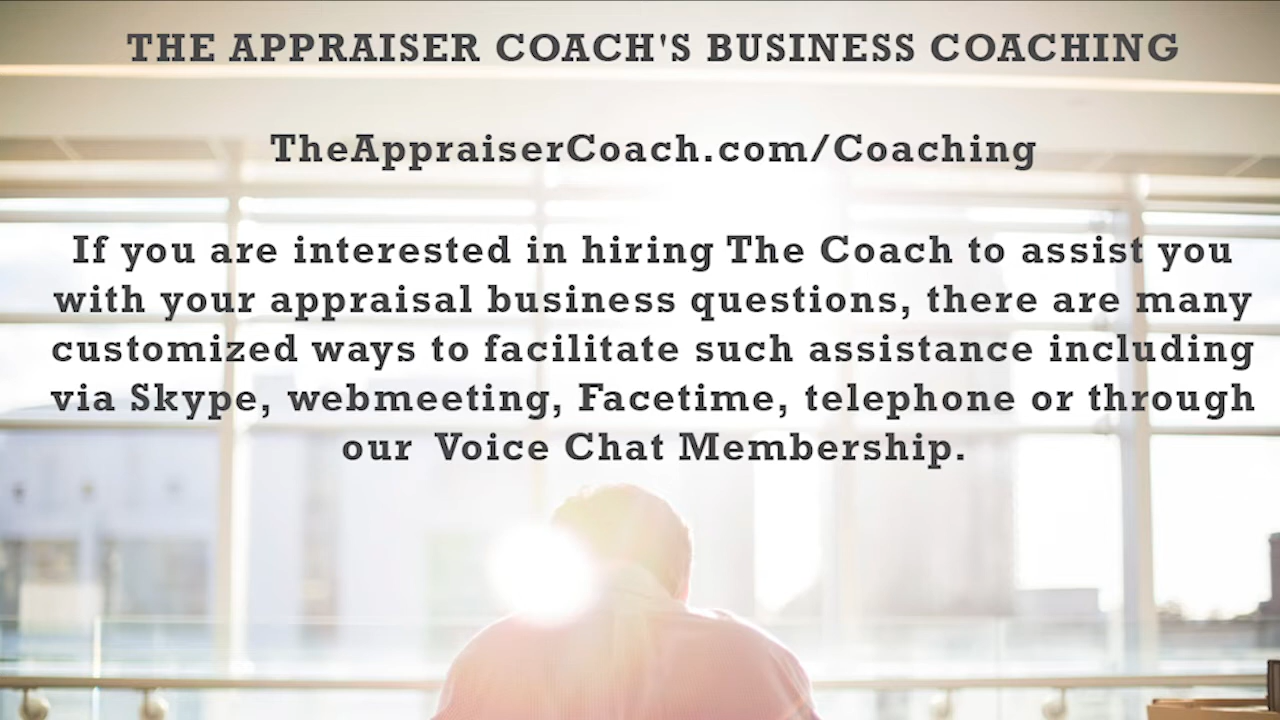 THE APPRAISER COACH'S BUSINESS COACHING
TheAppraiserCoach.com/Coaching
If you are interested in hiring The Coach to assist you
with your appraisal business questions, there are many
customized ways to facilitate such assistance including
via Skype, webmeeting, Facetime, telephone or through
our  Voice Chat Membership.